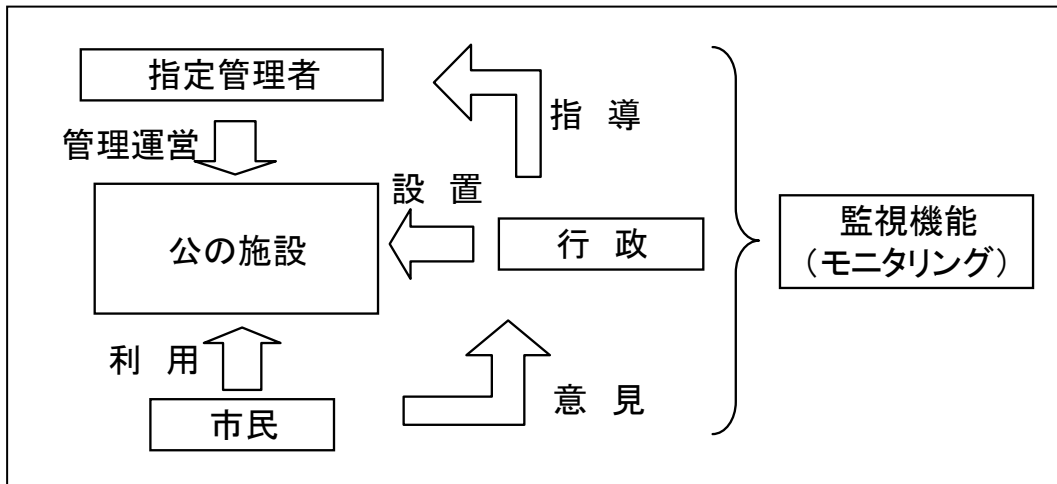 指定管理者
指 導
管理運営
設 置
公の施設
行 政
監視機能
（モニタリング）
利 用
意 見
市民